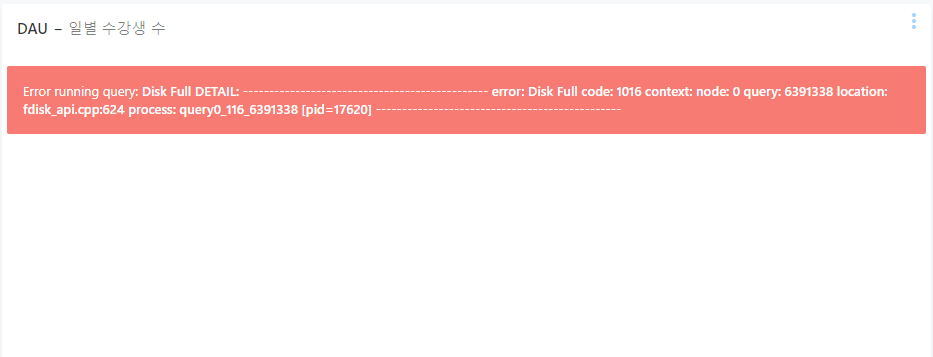 DAU – 일별 수강생 수
Error running query: Disk Full DETAIL: ----------------------------------------------- error: Disk Full code: 1016 context: node: 0 query: 6391338 location:
fdisk_api.cpp:624 process: query0_116_6391338 [pid=17620] -----------------------------------------------